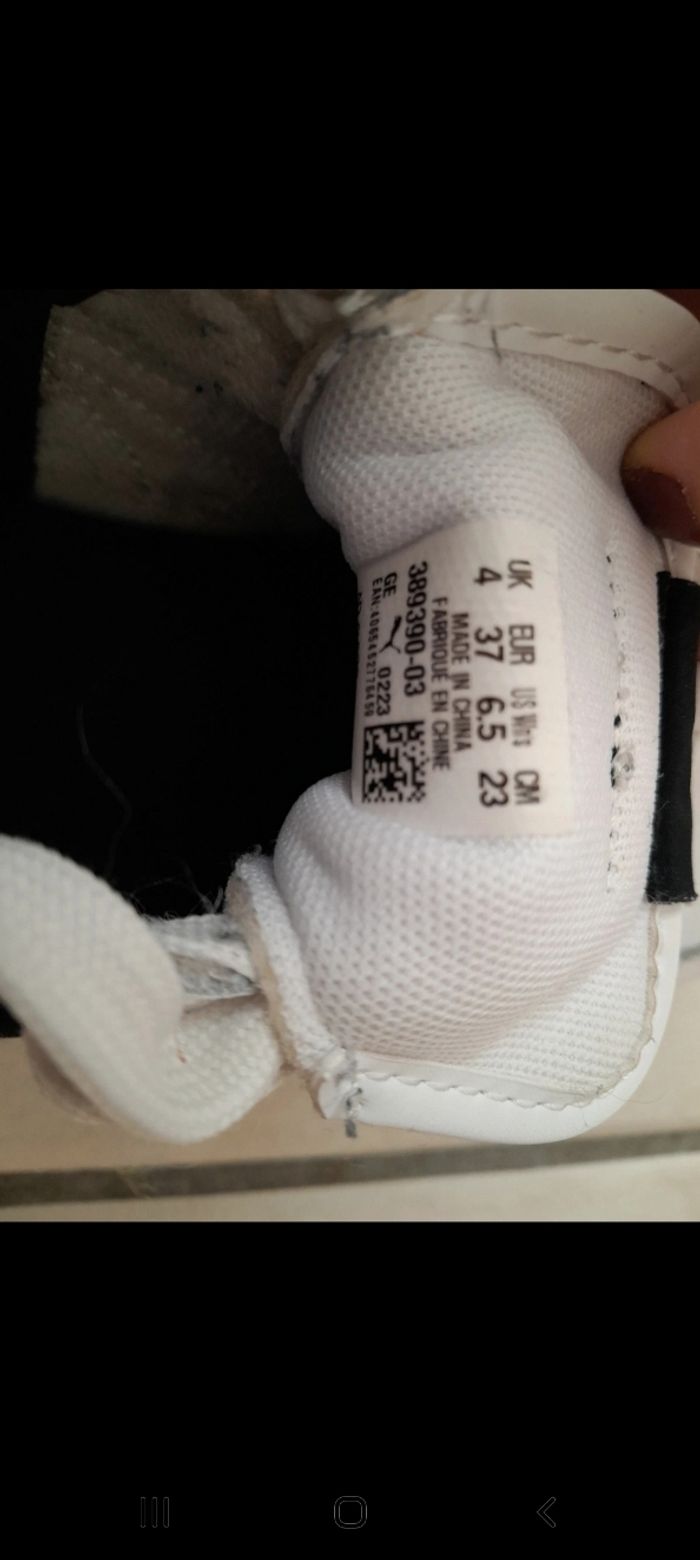 UK EUR US Wns CM
4 37 6.5 23
MADE IN CHINA
FABRIQUÉ EN CHINE
389390-03
GE 0223